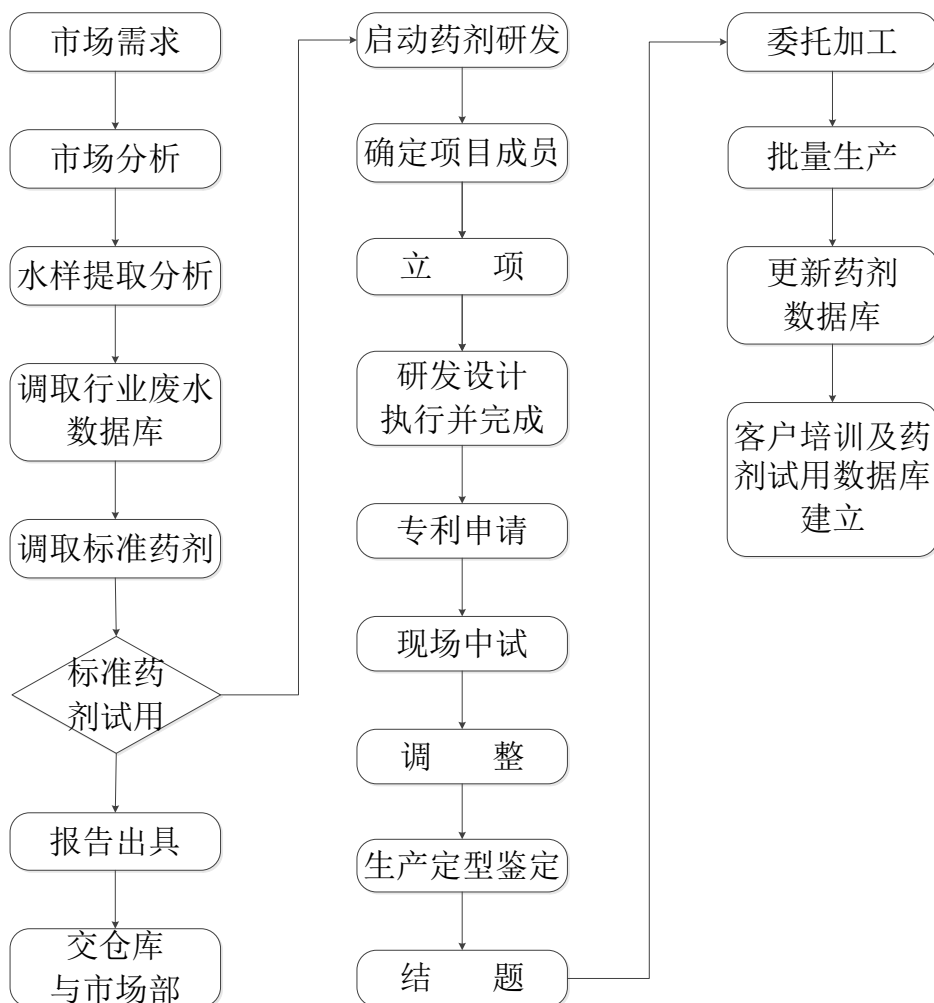 市场需求
市场分析
水样提取分析
调取行业废水
数据库
调取标准药剂
标准药
剂试用
报告出具
交仓库
与市场部
启动药剂研发
确定项目成员
立 项
研发设计
执行并完成
专利申请
现场中试
调 整
生产定型鉴定
结 题
委托加工
批量生产
更新药剂
数据库
客户培训及药
剂试用数据库
建立